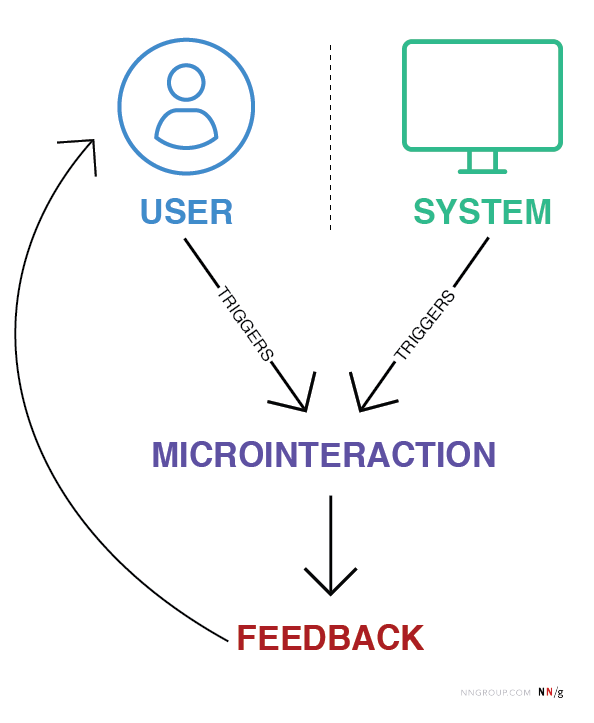 USER
SYSTEM
TRIGGERS
TRIGGERS
MICROINTERACTION
FEEDBACK
NNGROUP.COM NN/g